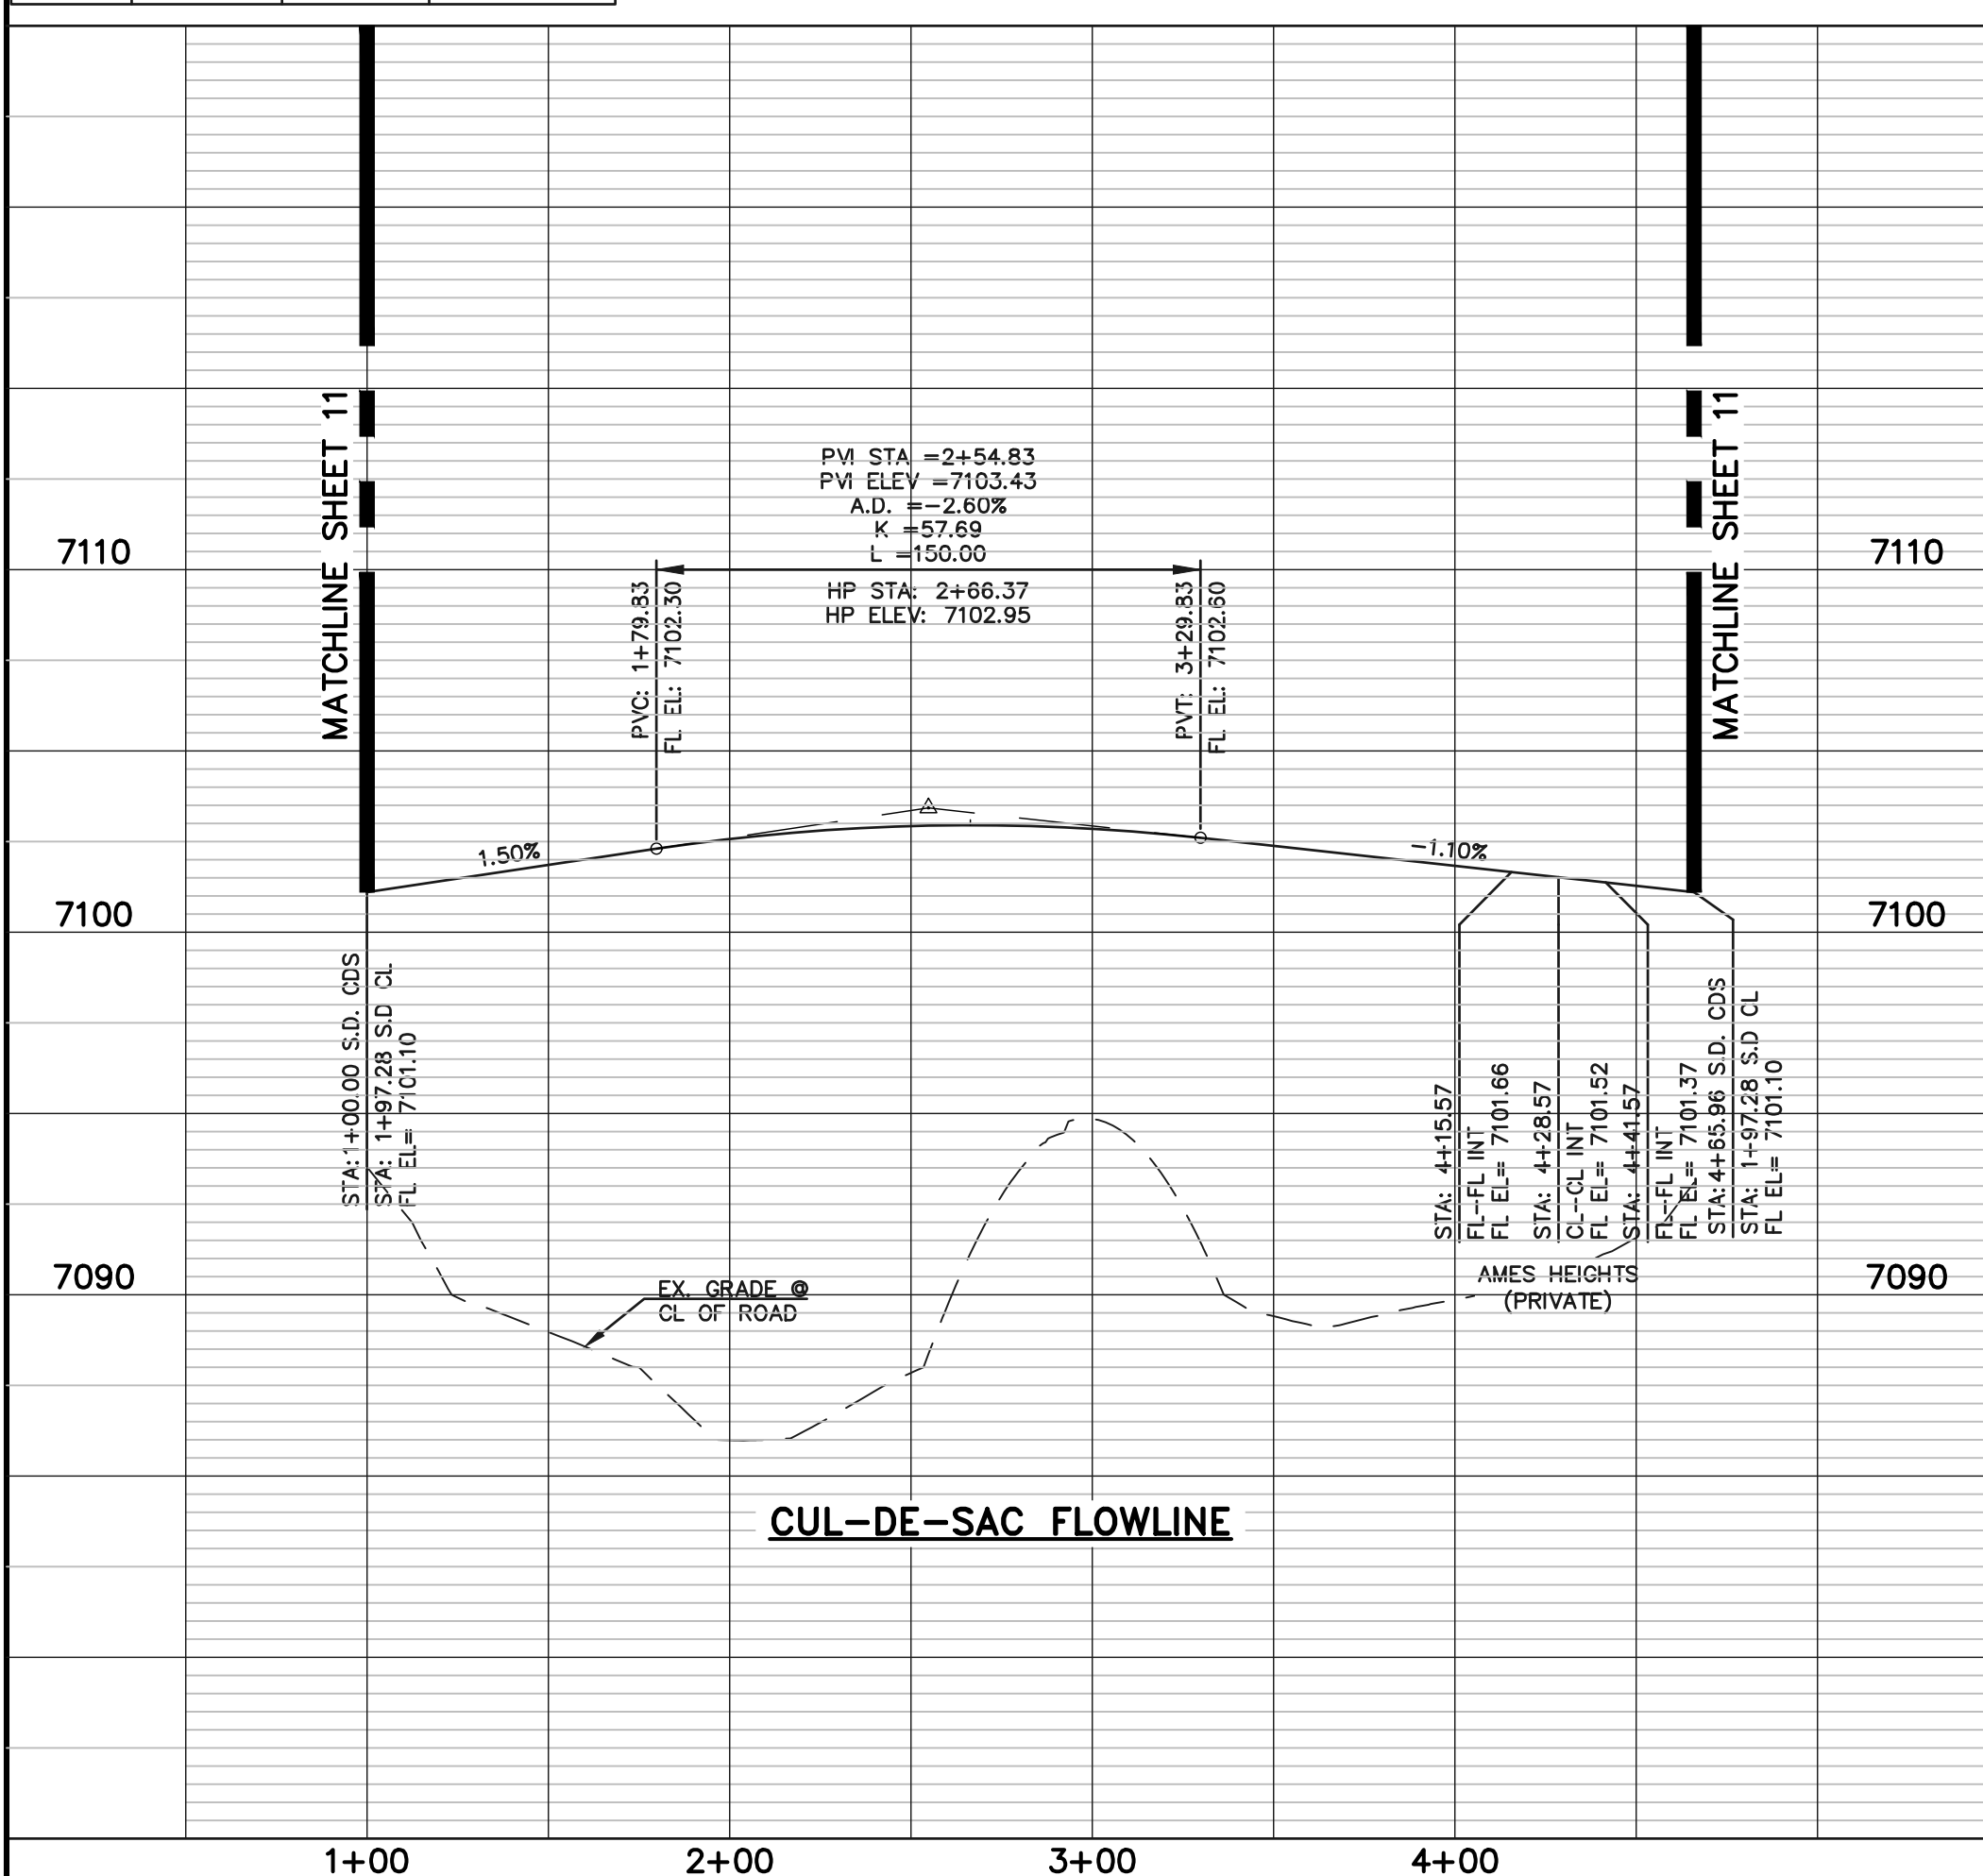 MATCHLINE SHEET 11
MATCHLINE SHEET 11
PVI STA =2+54.83
PVI ELEV =7103.43
A.D. =-2.60%
K =57.69
L =150.00
HP STA: 2+66.37
HP ELEV: 7102.95
7110
7110
PVC: 1+79.83
FL EL: 7102.30
PVT: 3+29.83
FL EL: 7102.60
1.50%
-1.10%
7100
7100
STA: 1+00.00 S.D. CDS
STA: 1+97.28 S.D CL
FL EL= 7101.10
STA: 4+15.57
FL-FL INT
FL EL= 7101.66
STA: 4+28.57
CL-CL INT
FL EL= 7101.52
STA: 4+41.57
FL-FL INT
FL EL= 7101.37
STA: 4+65.96 S.D. CDS
STA: 1+97.28 S.D CL
FL EL= 7101.10
7090
7090
EX. GRADE @
CL OF ROAD
AMES HEIGHTS
(PRIVATE)
CUL-DE-SAC FLOWLINE
1+00
2+00
3+00
4+00